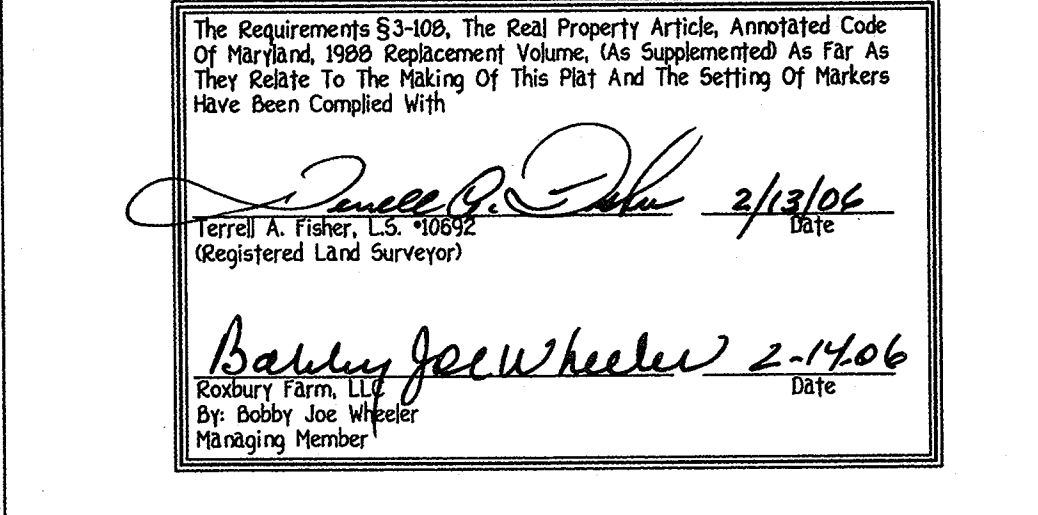 The Requirements §3-108, The Real Property Article, Annotated Code
Of Maryland, 1988 Replacement Volume, (As Supplemented) As Far As
They Relate To The Making Of This Plat And The Setting Of Markers
Have Been Complied With
Terrell A. Fisher 2/13/06
Terrell A. Fisher, L.S. #10692 Date
(Registered Land Surveyor)
Bobby Joe Wheeler 2-14-06
Roxbury Farm, LLC Date
By: Bobby Joe Wheeler
Managing Member